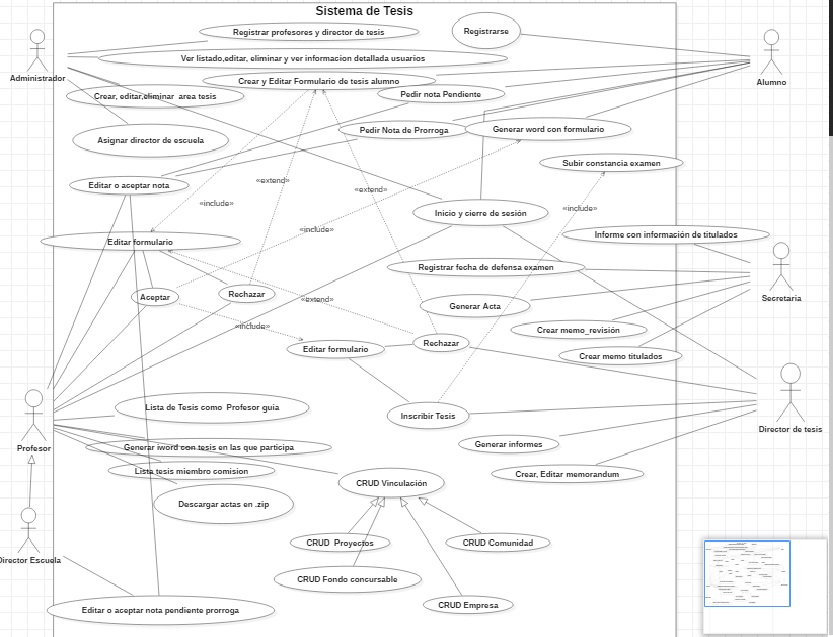 Sistema de Tesis
Registrar profesores y director de tesis
Registrarse
Ver listado,editar, eliminar y ver informacion detallada usuarios
Administrador
Alumno
Crear y Editar Formulario de tesis alumno
Crear, editar,eliminar area tesis
Pedir nota Pendiente
Asignar director de escuela
Pedir Nota de Prorroga
Generar word con formulario
Subir constancia examen
Editar o aceptar nota
«extend»
«extend»
«include»
«include»
Inicio y cierre de sesión
«include»
Informe con información de titulados
Editar formulario
Registrar fecha de defensa examen
Aceptar
Rechazar
«extend»
Generar Acta
Secretaria
«include»
Crear memo_revisión
Editar formulario
Rechazar
Crear memo titulados
Lista de Tesis como Profesor guia
Inscribir Tesis
Director de tesis
Profesor
Generar word con tesis en las que participa
Generar informes
Lista tesis miembro comision
Crear, Editar memorandum
CRUD Vinculación
Descargar actas en .ziip
CRUD Proyectos
CRUD Comunidad
Director Escuela
CRUD Fondo concursable
CRUD Empresa
Editar o aceptar nota pendiente prorroga